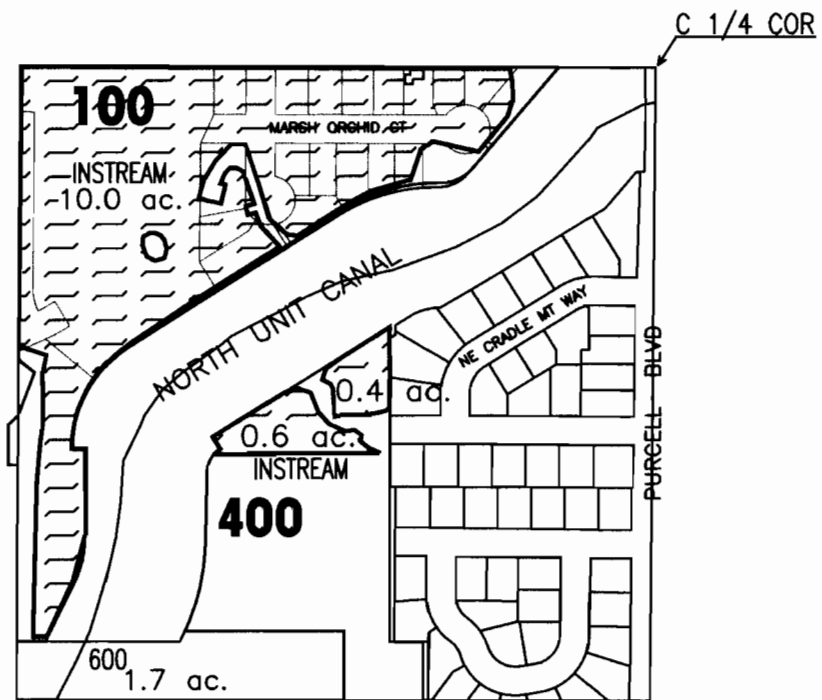 C 1/4 COR
100
MARSH ORCHID CT
INSTREAM
10.0 ac.
NORTH UNIT CANAL
NE CRADLE MT WAY
PURCELL BLVD
0.4 ac.
0.6 ac.
INSTREAM
400
600
1.7 ac.